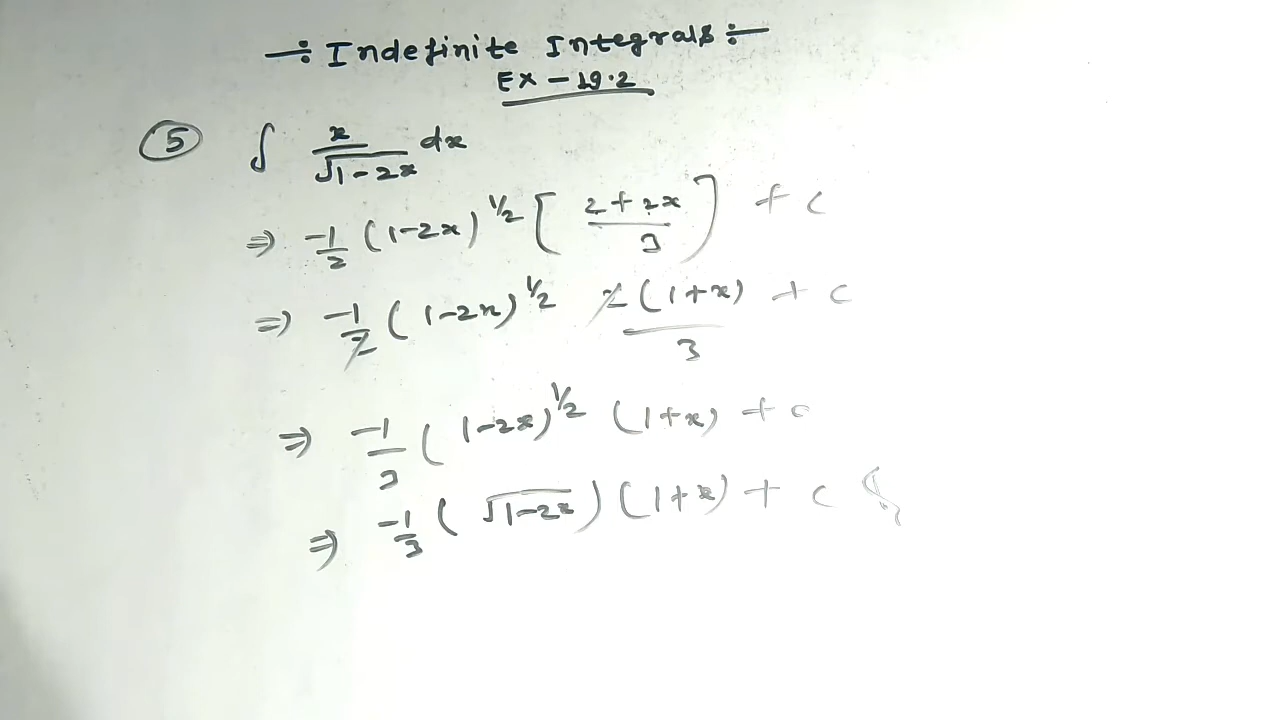 ÷ Indefinite Integrals ÷
EX - 19.2
5 ∫ x/√(1-2x) dx
⇒ -1/2 (1-2x)^1/2 [ (2+2x)/3 ] + c
⇒ -1/2 (1-2x)^1/2 2(1+x)/3 + c
⇒ -1/3 (1-2x)^1/2 (1+x) + c
⇒ -1/3 (√(1-2x)) (1+x) + c